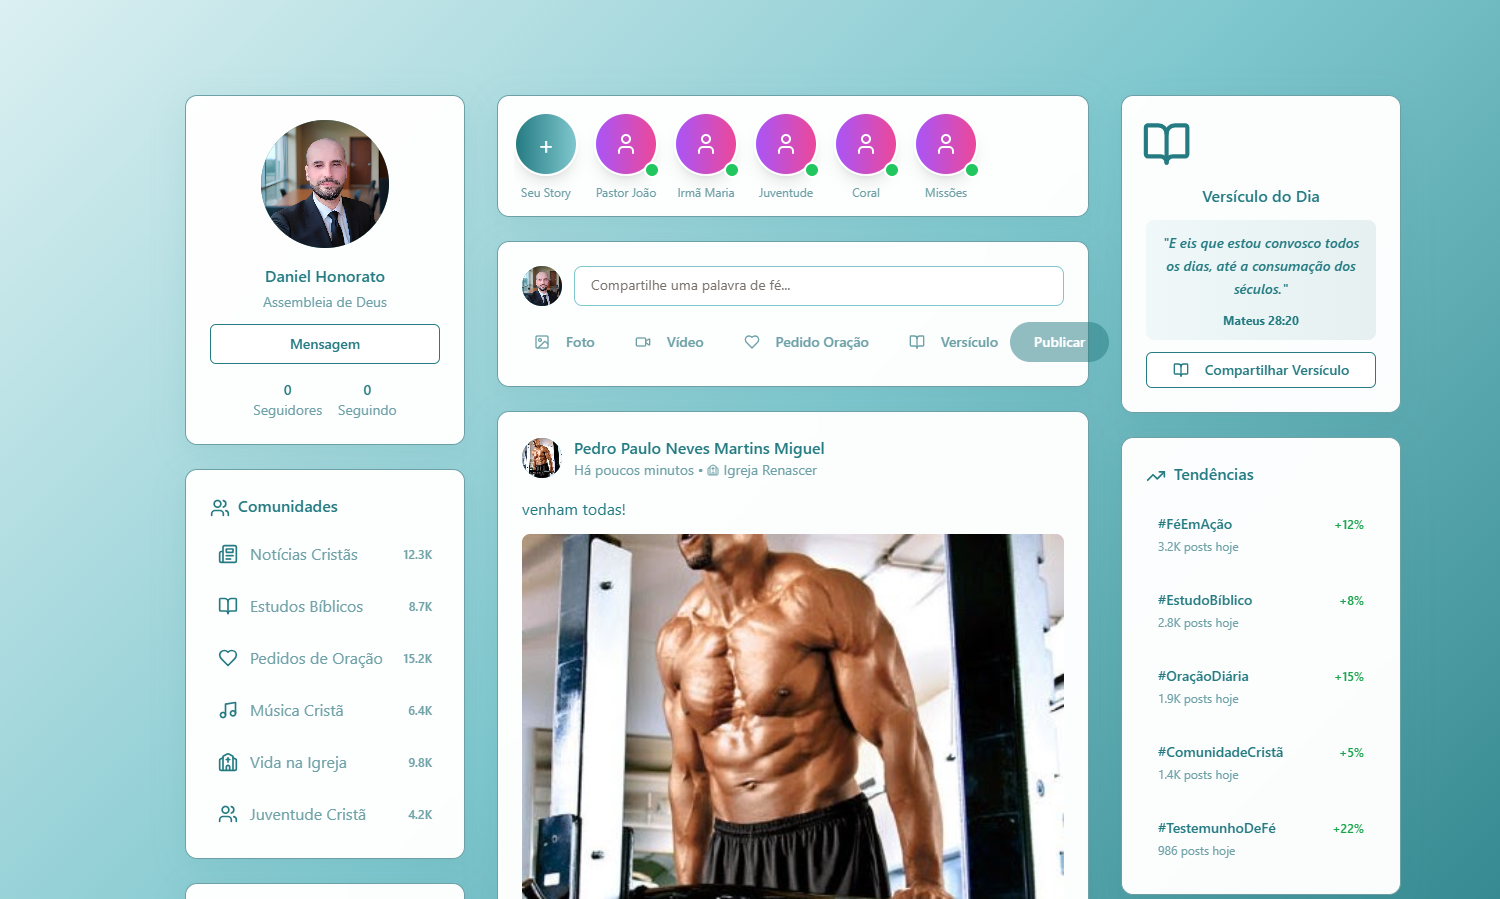 Daniel Honorato
Assembleia de Deus
Mensagem
0 0
Seguidores Seguindo
Comunidades
Notícias Cristãs 12.3K
Estudos Bíblicos 8.7K
Pedidos de Oração 15.2K
Música Cristã 6.4K
Vida na Igreja 9.8K
Juventude Cristã 4.2K
+
Seu Story Pastor João Irmã Maria Juventude Coral Missões
Compartilhe uma palavra de fé...
Foto Vídeo Pedido Oração Versículo Publicar
Pedro Paulo Neves Martins Miguel
Há poucos minutos • Igreja Renascer
venham todas!
Versículo do Dia
"E eis que estou convosco todos
os dias, até a consumação dos
séculos."
Mateus 28:20
Compartilhar Versículo
Tendências
#FéEmAção +12%
3.2K posts hoje
#EstudoBíblico +8%
2.8K posts hoje
#OraçãoDiária +15%
1.9K posts hoje
#ComunidadeCristã +5%
1.4K posts hoje
#TestemunhoDeFé +22%
986 posts hoje